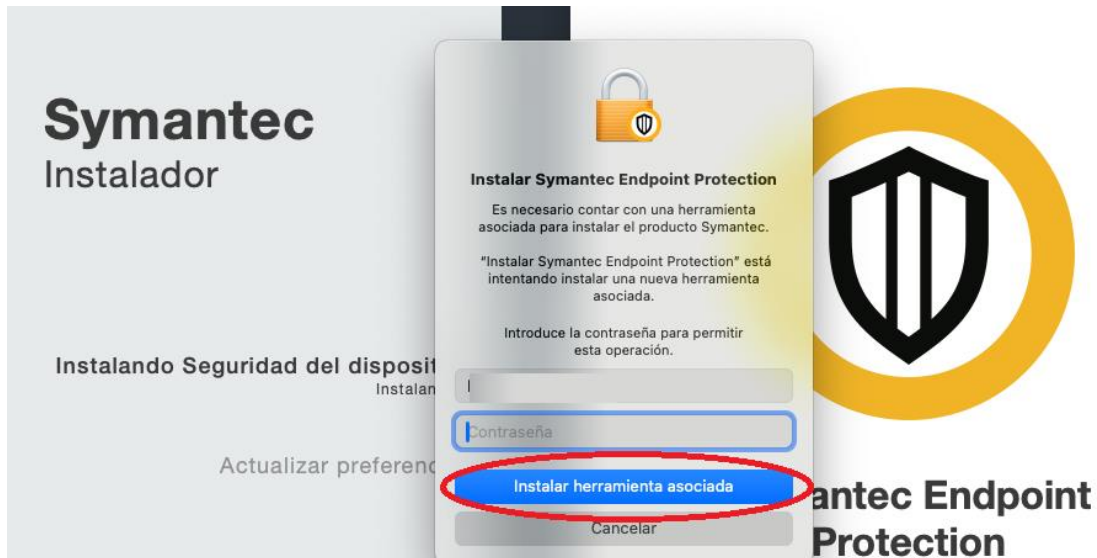 Symantec
Instalador
Instalando Seguridad del disposit
Instalan
Actualizar preferenc
Instalar Symantec Endpoint Protection
Es necesario contar con una herramienta
asociada para instalar el producto Symantec.
“Instalar Symantec Endpoint Protection” está
intentando instalar una nueva herramienta
asociada.
Introduce la contraseña para permitir
esta operación.
Contraseña
Instalar herramienta asociada
Cancelar
antec Endpoint
Protection